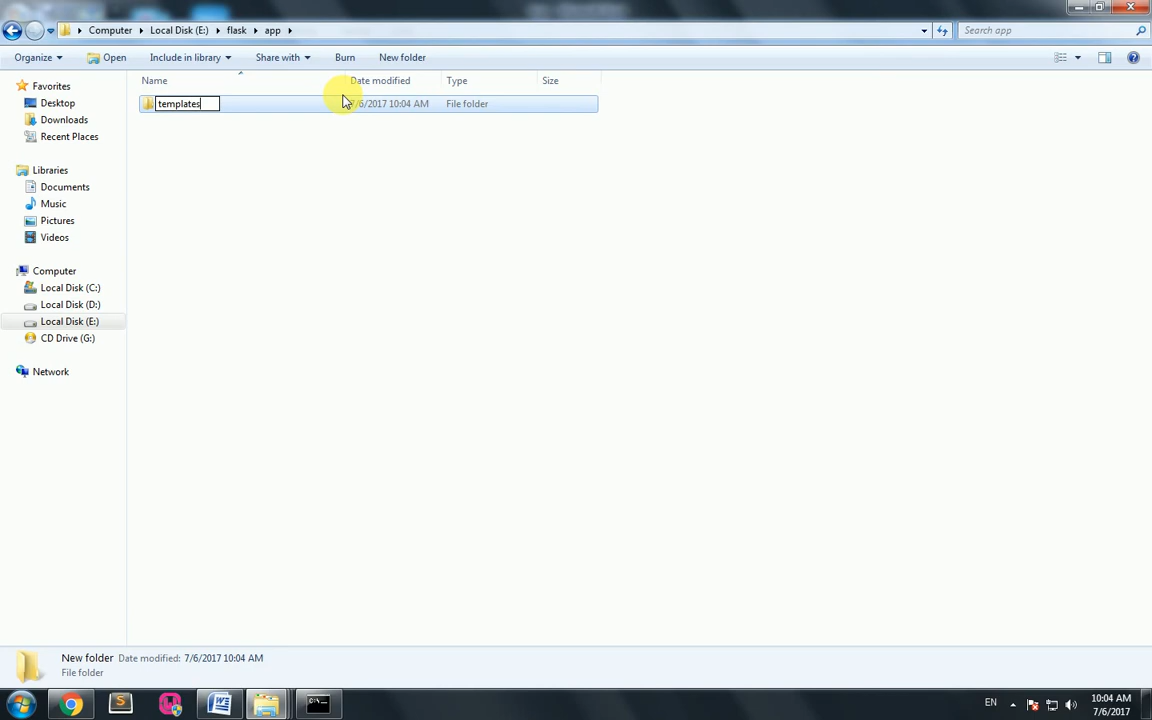 Computer Local Disk (E:) flask app
Search app
Organize Open Include in library Share with Burn New folder
Name Date modified Type Size
templates 7/6/2017 10:04 AM File folder
Favorites
Desktop
Downloads
Recent Places
Libraries
Documents
Music
Pictures
Videos
Computer
Local Disk (C:)
Local Disk (D:)
Local Disk (E:)
CD Drive (G:)
Network
New folder Date modified: 7/6/2017 10:04 AM
File folder
EN 10:04 AM
7/6/2017